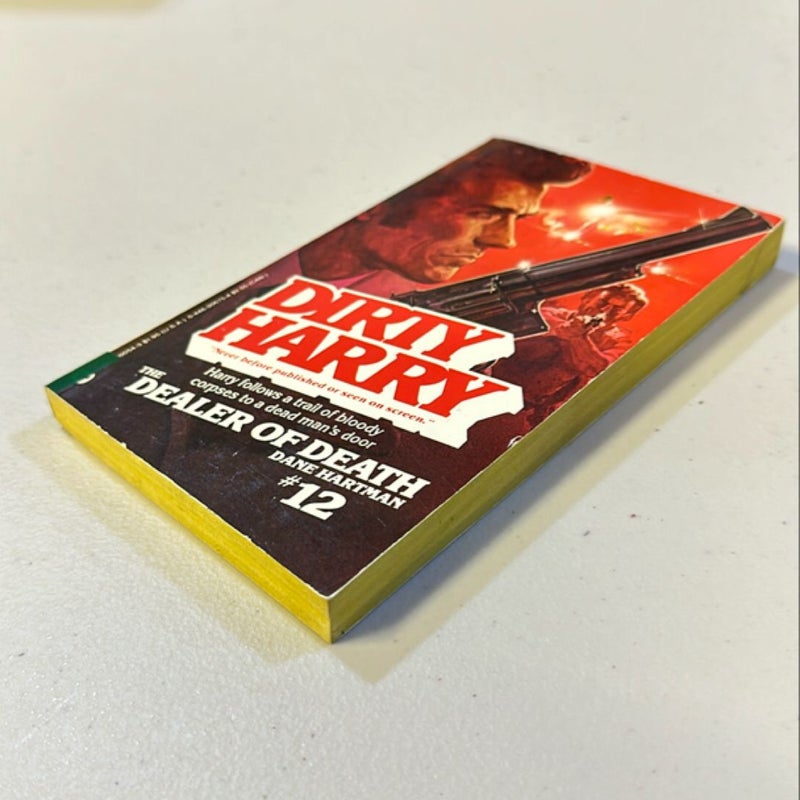 DIRTY
HARRY
"Never before published or seen on screen."
Harry follows a trail of bloody
corpses to a dead man's door
THE
DEALER OF DEATH
DANE HARTMAN
#12